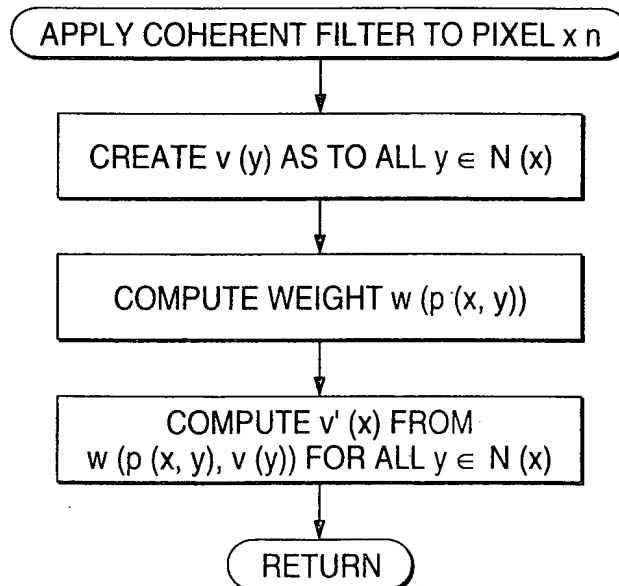 APPLY COHERENT FILTER TO PIXEL x n
CREATE v (y) AS TO ALL y ∈ N (x)
COMPUTE WEIGHT w (p (x, y))
COMPUTE v' (x) FROM
w (p (x, y), v (y)) FOR ALL y ∈ N (x)
RETURN